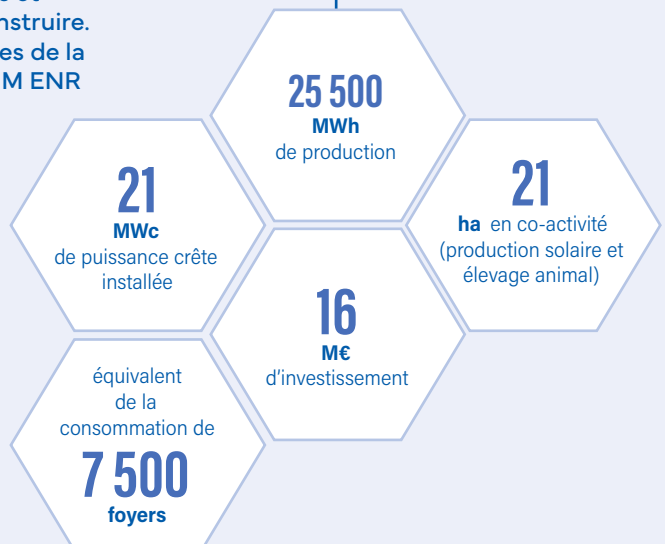 nstruire.
es de la
M ENR
25 500
MWh
de production
21
MWc
de puissance crête
installée
21
ha en co-activité
(production solaire et
élevage animal)
16
M€
d'investissement
équivalent
de la
consommation de
7 500
foyers